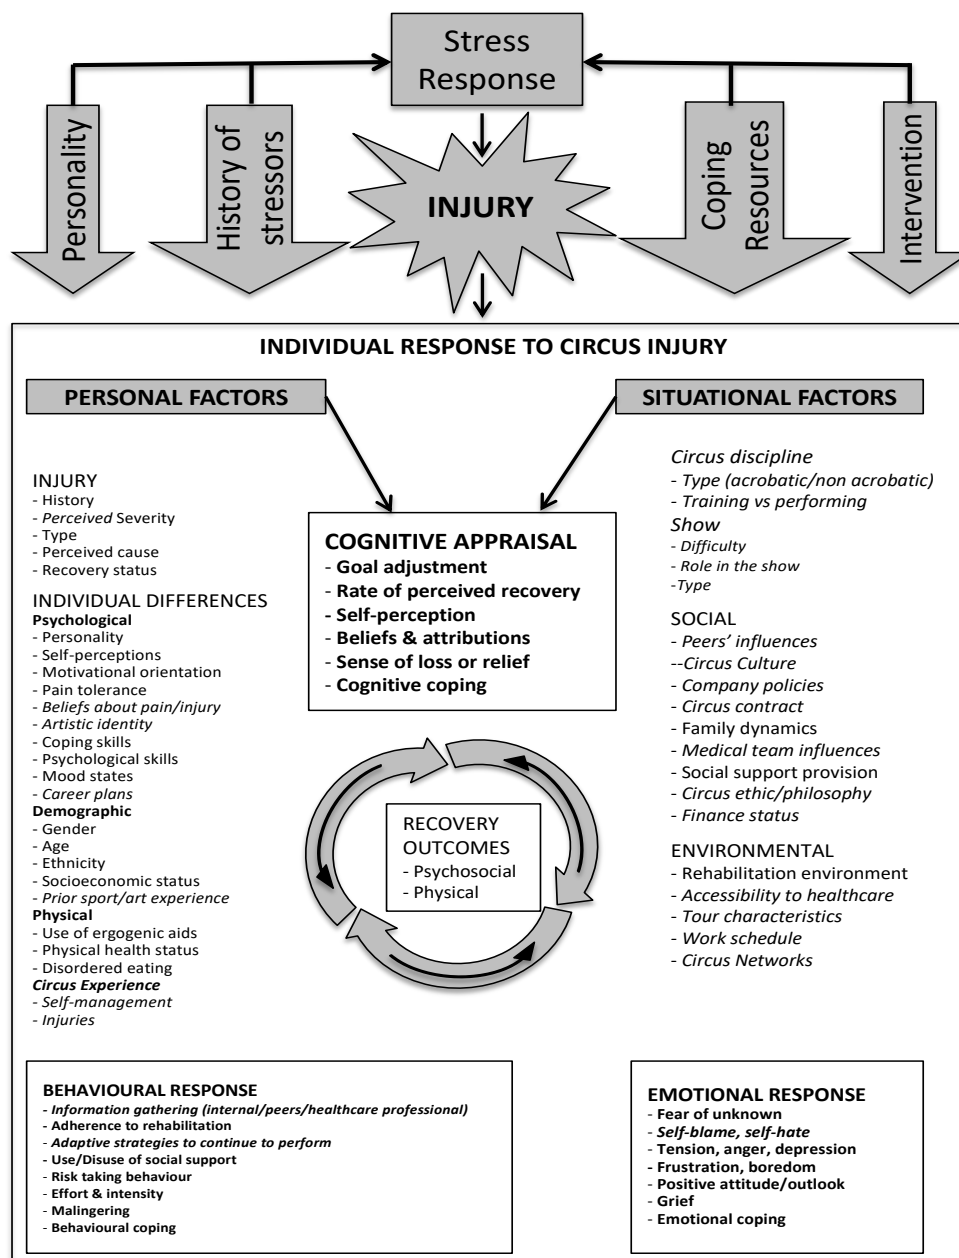 Stress
Response
Personality
History of
stressors
INJURY
Coping
Resources
Intervention
INDIVIDUAL RESPONSE TO CIRCUS INJURY
PERSONAL FACTORS
SITUATIONAL FACTORS
INJURY
- History
- Perceived Severity
- Type
- Perceived cause
- Recovery status
INDIVIDUAL DIFFERENCES
Psychological
- Personality
- Self-perceptions
- Motivational orientation
- Pain tolerance
- Beliefs about pain/injury
- Artistic identity
- Coping skills
- Psychological skills
- Mood states
- Career plans
Demographic
- Gender
- Age
- Ethnicity
- Socioeconomic status
- Prior sport/art experience
Physical
- Use of ergogenic aids
- Physical health status
- Disordered eating
Circus Experience
- Self-management
- Injuries
COGNITIVE APPRAISAL
- Goal adjustment
- Rate of perceived recovery
- Self-perception
- Beliefs & attributions
- Sense of loss or relief
- Cognitive coping
RECOVERY
OUTCOMES
- Psychosocial
- Physical
Circus discipline
- Type (acrobatic/non acrobatic)
- Training vs performing
Show
- Difficulty
- Role in the show
-Type
SOCIAL
- Peers' influences
--Circus Culture
- Company policies
- Circus contract
- Family dynamics
- Medical team influences
- Social support provision
- Circus ethic/philosophy
- Finance status
ENVIRONMENTAL
- Rehabilitation environment
- Accessibility to healthcare
- Tour characteristics
- Work schedule
- Circus Networks
BEHAVIOURAL RESPONSE
- Information gathering (internal/peers/healthcare professional)
- Adherence to rehabilitation
- Adaptive strategies to continue to perform
- Use/Disuse of social support
- Risk taking behaviour
- Effort & intensity
- Malingering
- Behavioural coping
EMOTIONAL RESPONSE
- Fear of unknown
- Self-blame, self-hate
- Tension, anger, depression
- Frustration, boredom
- Positive attitude/outlook
- Grief
- Emotional coping